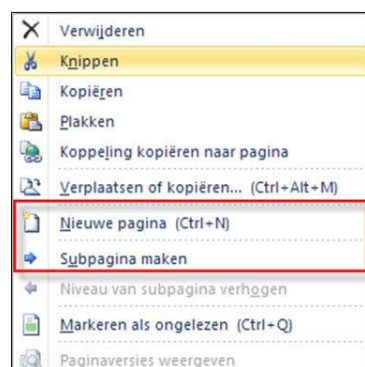 Verwijderen
Knippen
Kopiëren
Plakken
Koppeling kopiëren naar pagina
Verplaatsen of kopiëren... (Ctrl+Alt+M)
Nieuwe pagina (Ctrl+N)
Subpagina maken
Niveau van subpagina verhogen
Markeren als ongelezen (Ctrl+Q)
Paginaversies weergeven